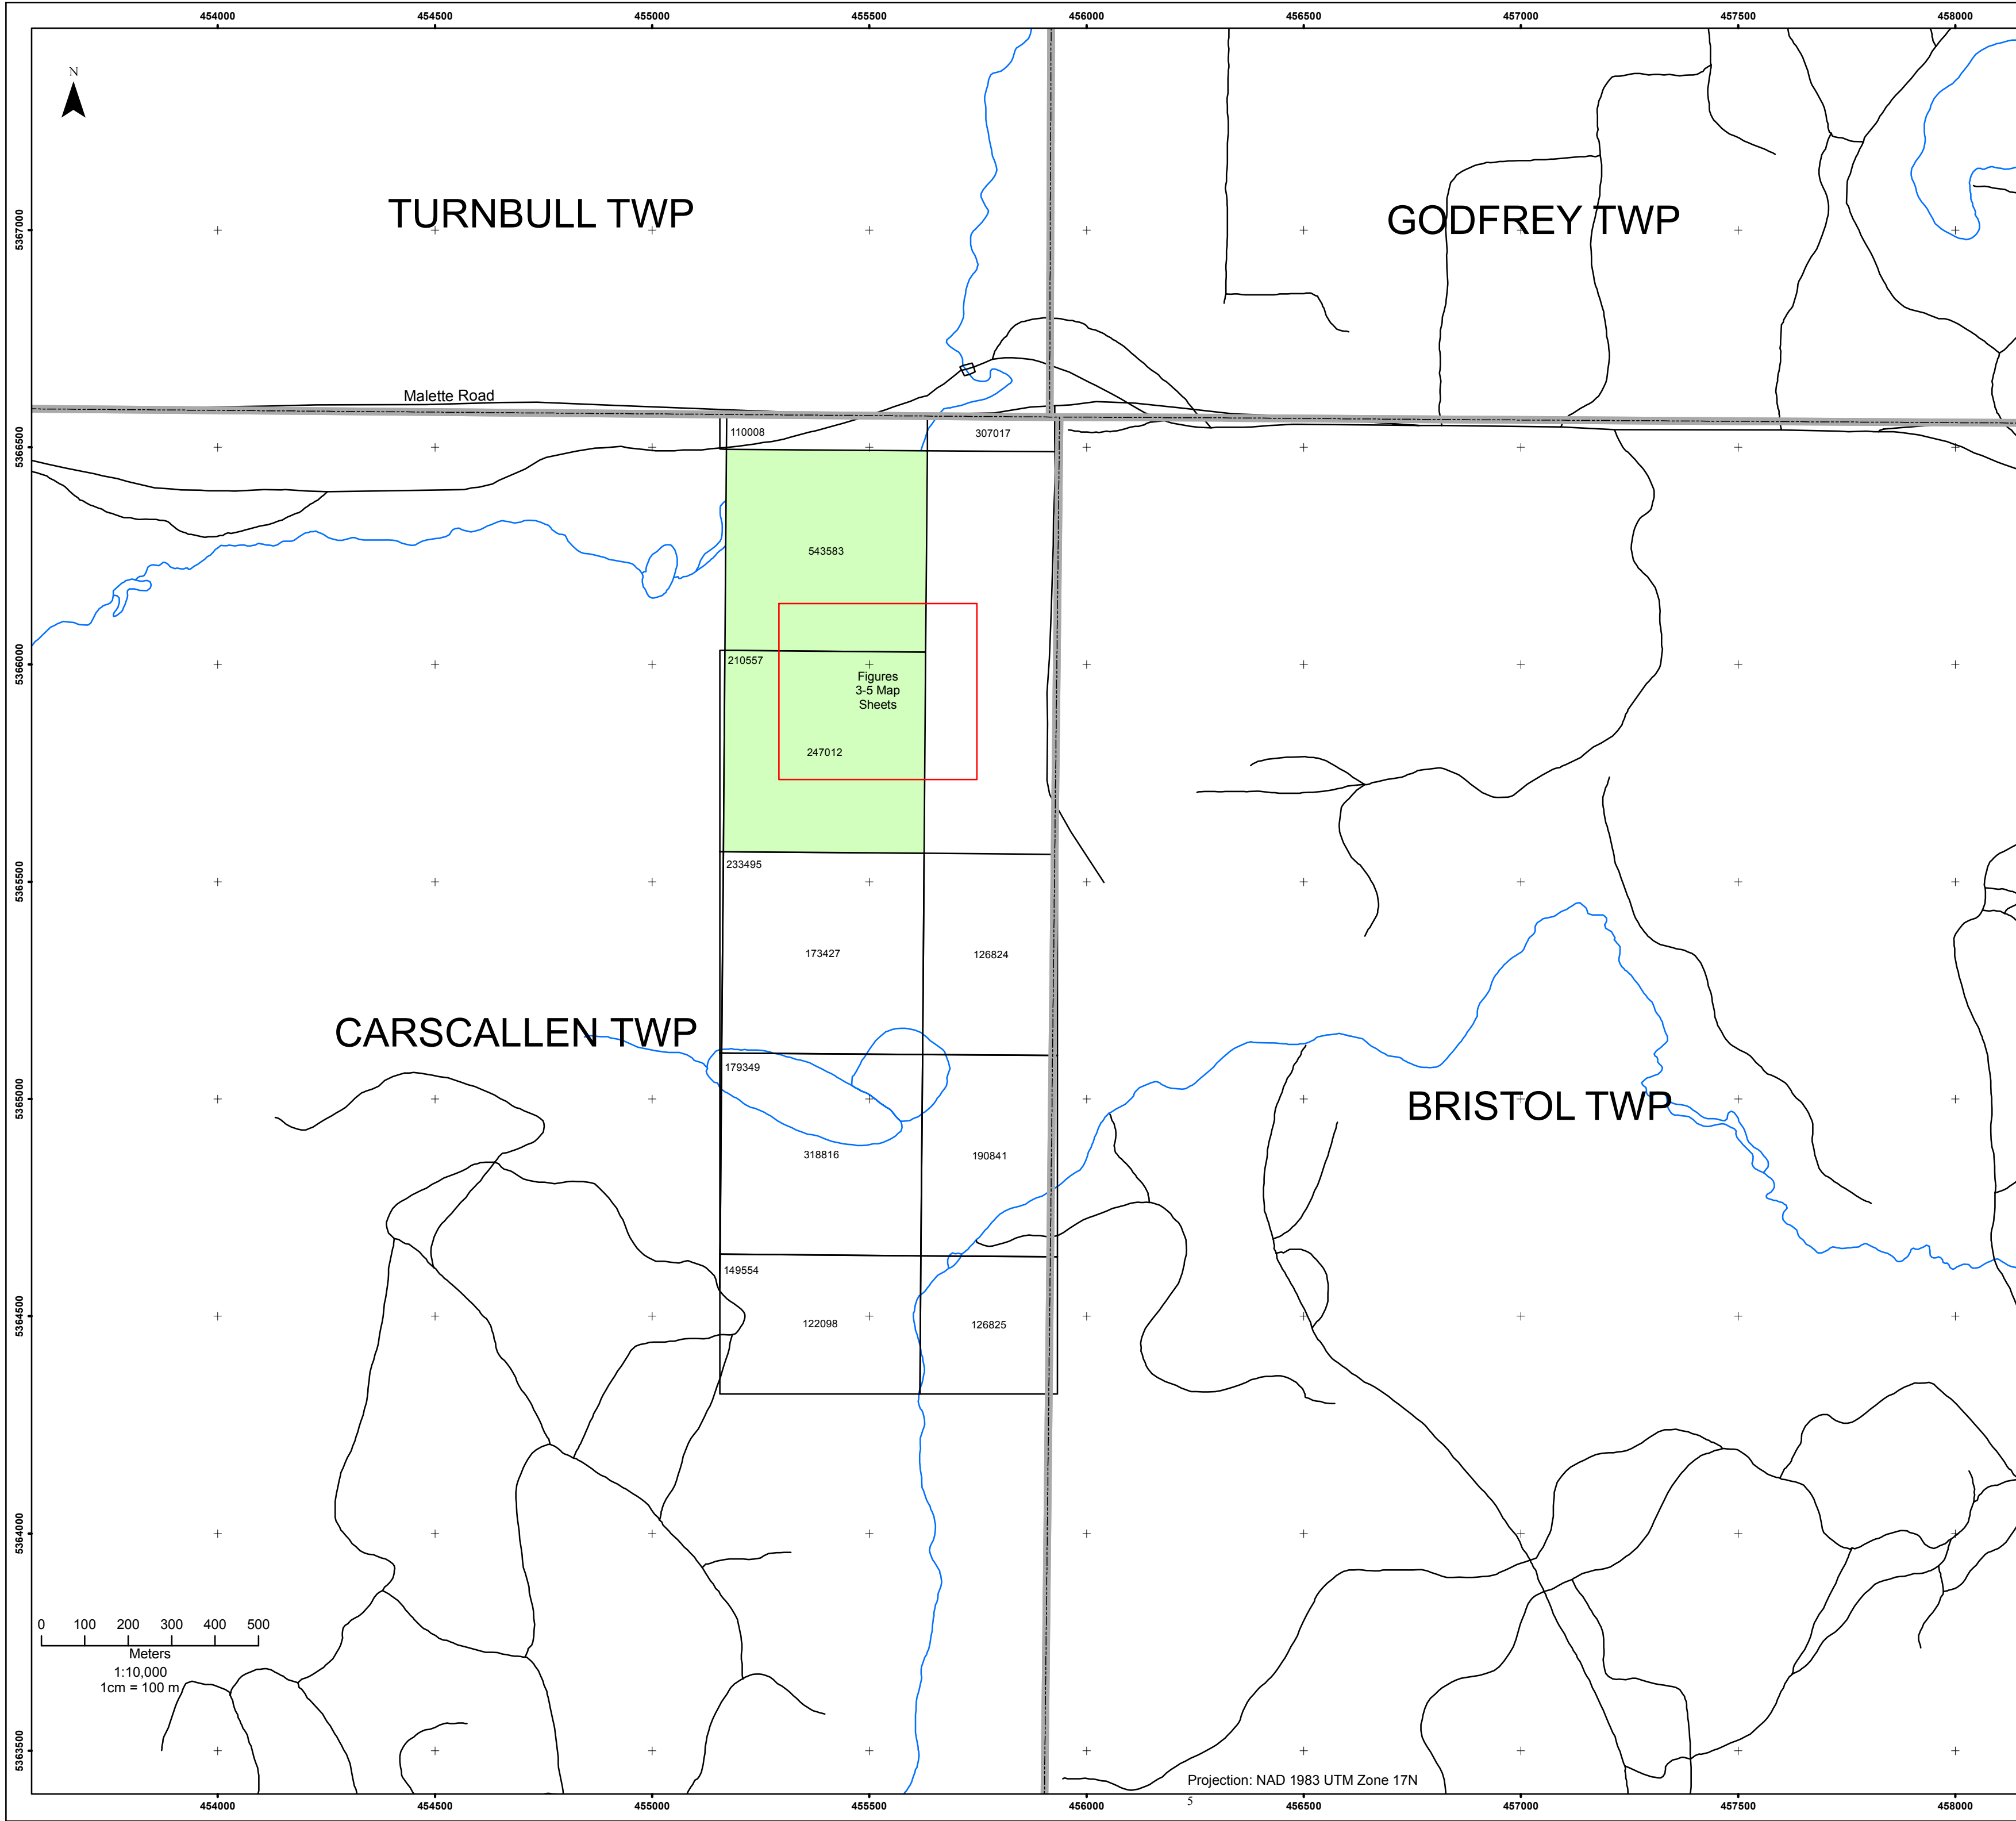 454000 454500 455000 455500 456000 456500 457000 457500 458000
N
TURNBULL TWP
GODFREY TWP
5367000
Malette Road
110008
307017
5366500
543583
5366000
210557
Figures
3-5 Map
Sheets
247012
5365500
233495
173427
126824
CARSCALLEN TWP
179349
5365000
BRISTOL TWP
318816
190841
149554
5364500
122098
126825
5364000
0 100 200 300 400 500
Meters
1:10,000
1cm = 100 m
5363500
Projection: NAD 1983 UTM Zone 17N
5
454000 454500 455000 455500 456000 456500 457000 457500 458000